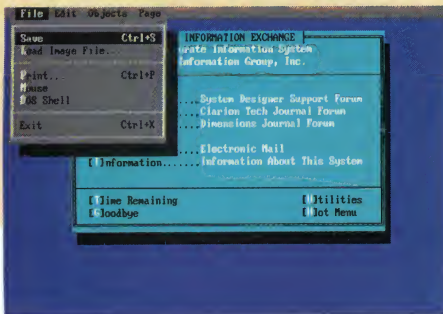 File Edit Objects Page
Save Ctrl+S
Load Image File..
Print.. Ctrl+P
Mouse
DOS Shell
Exit Ctrl+X
INFORMATION EXCHANGE
rate Information System
Information Group, Inc.
....System Designer Support Forum
....Clarion Tech Journal Forum
....Dimensions Journal Forum
....Electronic Mail
[I]nformation.......Information About This System
[T]ime Remaining [U]tilities
[G]oodbye [H]ot Menu